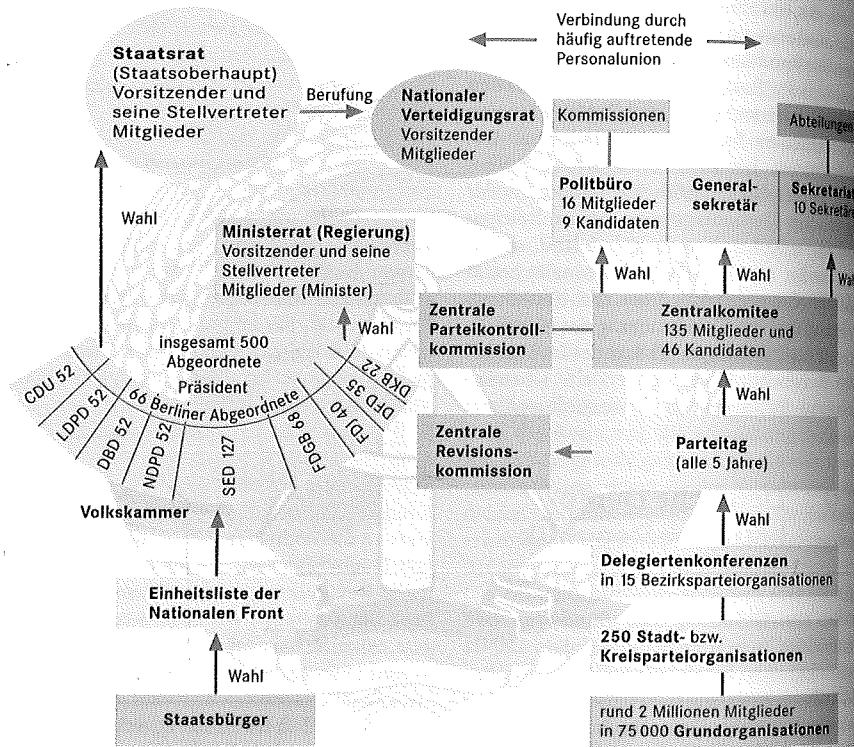 Verbindung durch
häufig auftretende
Personalunion
Staatsrat
(Staatsoberhaupt)
Vorsitzender und
seine Stellvertreter
Mitglieder
Berufung
Nationaler
Verteidigungsrat
Vorsitzender
Mitglieder
Kommissionen
Abteilungen
Politbüro
16 Mitglieder
9 Kandidaten
General-
sekretär
Sekretariat
10 Sekretäre
Wahl
Ministerrat (Regierung)
Vorsitzender und seine
Stellvertreter
Mitglieder (Minister)
Wahl
Wahl
Wahl
Wahl
Zentrale
Parteikontroll-
kommission
Zentralkomitee
135 Mitglieder und
46 Kandidaten
insgesamt 500
Abgeordnete
Präsident
66 Berliner Abgeordnete
CDU 52
LDPD 52
DBD 52
NDPD 52
SED 127
FDGB 68
FDJ 40
DFD 35
DKB 22
Volkskammer
Wahl
Zentrale
Revisions-
kommission
Parteitag
(alle 5 Jahre)
Wahl
Delegiertenkonferenzen
in 15 Bezirksparteiorganisationen
Einheitsliste der
Nationalen Front
250 Stadt- bzw.
Kreisparteiorganisationen
Wahl
Staatsbürger
rund 2 Millionen Mitglieder
in 75 000 Grundorganisationen